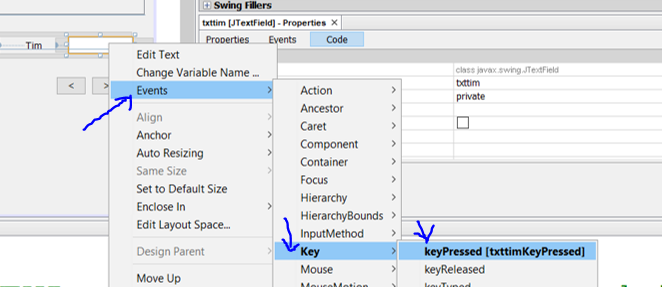 Swing Fillers
txttim [JTextField] - Properties ×
Properties Events Code
Tim
< >
class javax.swing.JTextField
txttim
private
Edit Text
Change Variable Name ...
Events >
Align >
Anchor >
Auto Resizing >
Same Size >
Set to Default Size
Enclose In >
Edit Layout Space...
Design Parent >
Move Up
Action >
Ancestor >
Caret >
Component >
Container >
Focus >
Hierarchy >
HierarchyBounds >
InputMethod >
Key >
Mouse >
MouseMotion >
keyPressed [txttimKeyPressed]
keyReleased
keyTyped